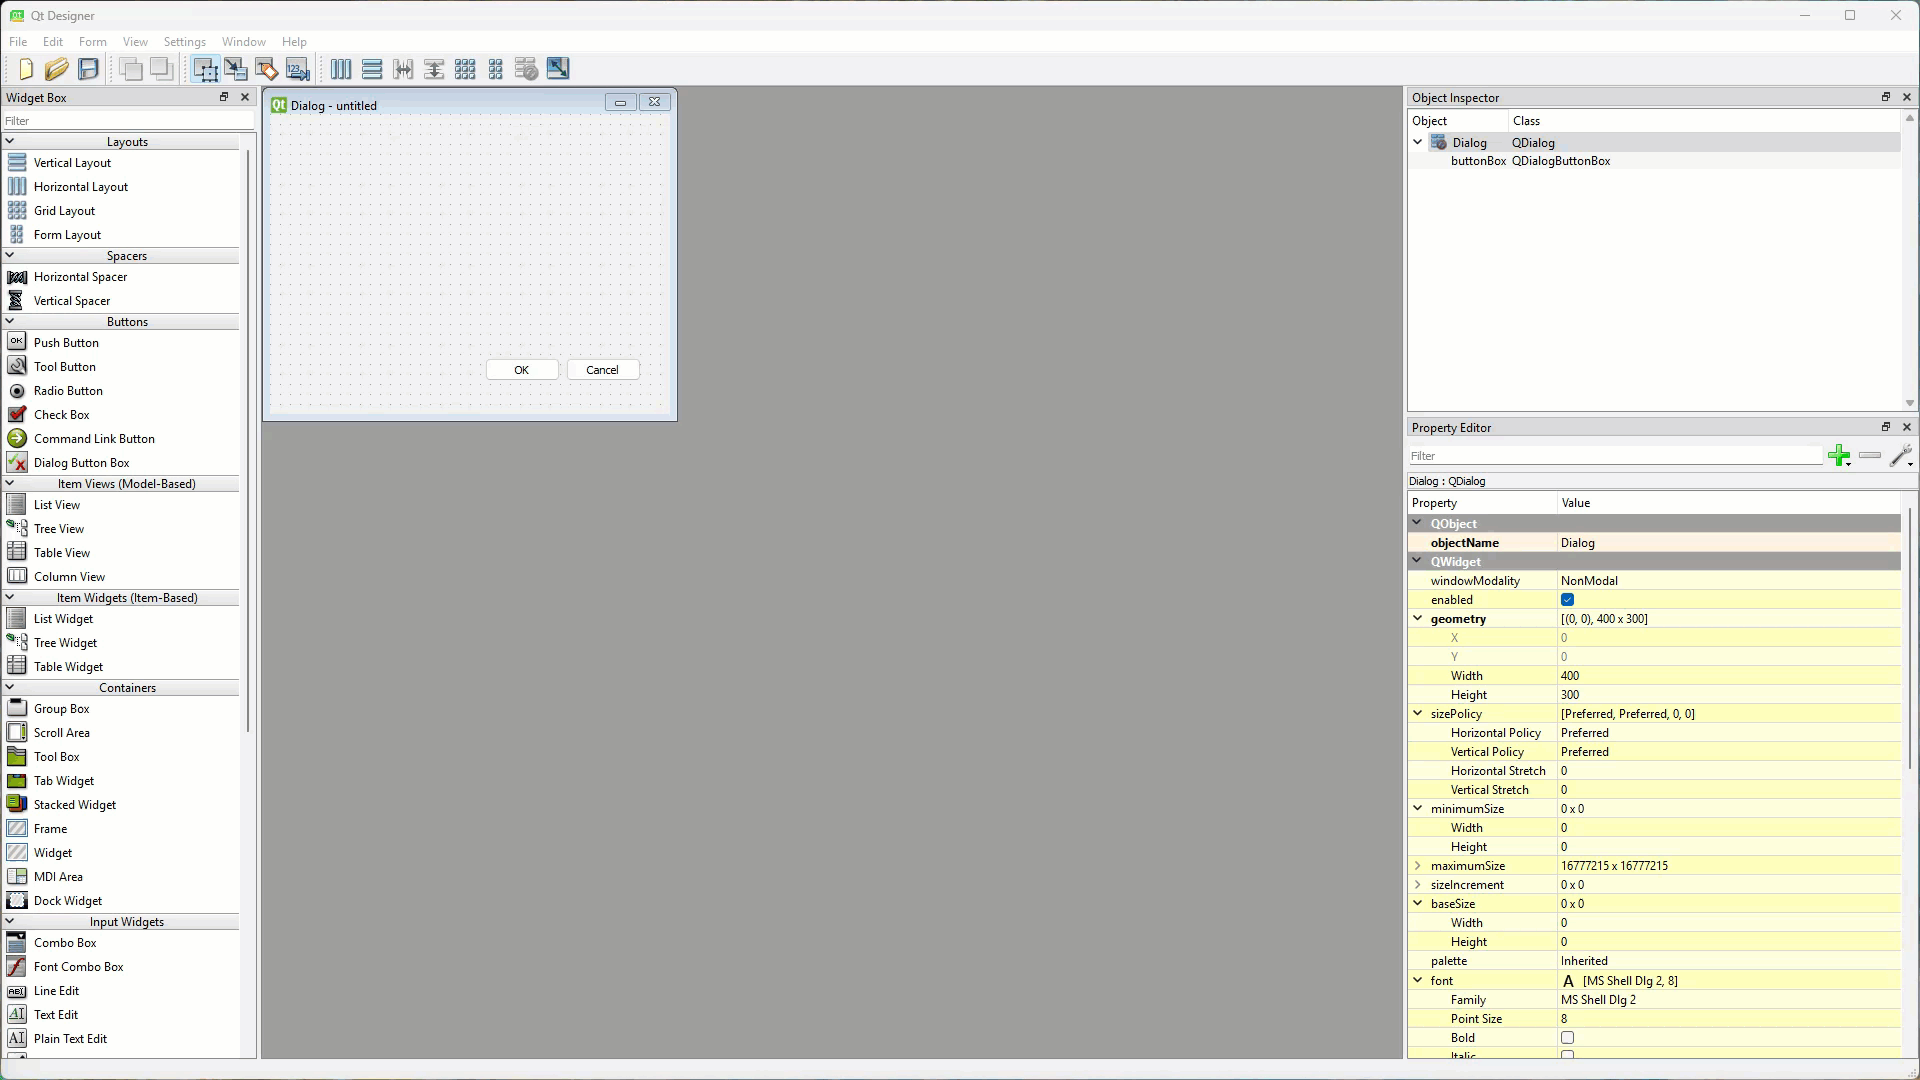 Qt Designer
File Edit Form View Settings Window Help
Widget Box
Filter
Layouts
Vertical Layout
Horizontal Layout
Grid Layout
Form Layout
Spacers
Horizontal Spacer
Vertical Spacer
Buttons
Push Button
Tool Button
Radio Button
Check Box
Command Link Button
Dialog Button Box
Item Views (Model-Based)
List View
Tree View
Table View
Column View
Item Widgets (Item-Based)
List Widget
Tree Widget
Table Widget
Containers
Group Box
Scroll Area
Tool Box
Tab Widget
Stacked Widget
Frame
Widget
MDI Area
Dock Widget
Input Widgets
Combo Box
Font Combo Box
Line Edit
Text Edit
Plain Text Edit
Dialog - untitled
OK Cancel
Object Inspector
Object Class
Dialog QDialog
buttonBox QDialogButtonBox
Property Editor
Filter
Dialog : QDialog
Property Value
QObject
objectName Dialog
QWidget
windowModality NonModal
enabled
geometry [(0, 0), 400 x 300]
X 0
Y 0
Width 400
Height 300
sizePolicy [Preferred, Preferred, 0, 0]
Horizontal Policy Preferred
Vertical Policy Preferred
Horizontal Stretch 0
Vertical Stretch 0
minimumSize 0 x 0
Width 0
Height 0
maximumSize 16777215 x 16777215
sizeIncrement 0 x 0
baseSize 0 x 0
Width 0
Height 0
palette Inherited
font A [MS Shell Dlg 2, 8]
Family MS Shell Dlg 2
Point Size 8
Bold
Italic